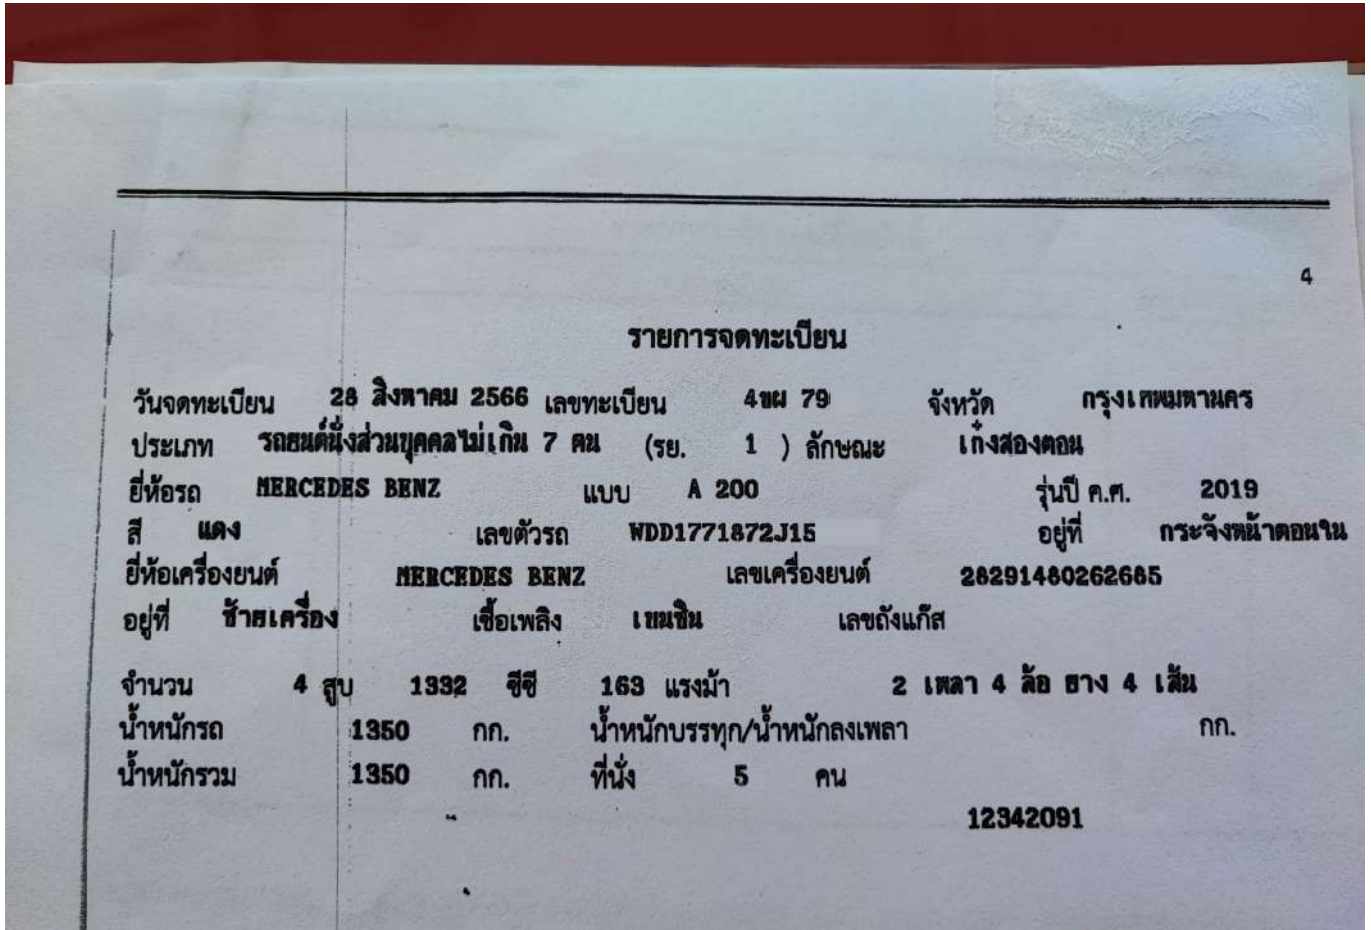 4
รายการจดทะเบียน
วันจดทะเบียน 28 สิงหาคม 2566 เลขทะเบียน 4ขผ 79 จังหวัด กรุงเทพมหานคร
ประเภท รถยนต์นั่งส่วนบุคคลไม่เกิน 7 คน (รย. 1 ) ลักษณะ เก๋งสองตอน
ยี่ห้อรถ MERCEDES BENZ แบบ A 200 รุ่นปี ค.ศ. 2019
สี แดง เลขตัวรถ WDD1771872J15 อยู่ที่ กระจังหน้าตอนใน
ยี่ห้อเครื่องยนต์ MERCEDES BENZ เลขเครื่องยนต์ 28291480262685
อยู่ที่ ซ้ายเครื่อง เชื้อเพลิง เบนซิน เลขถังแก๊ส
จำนวน 4 สูบ 1332 ซีซี 163 แรงม้า 2 เพลา 4 ล้อ ยาง 4 เส้น
น้ำหนักรถ 1350 กก. น้ำหนักบรรทุก/น้ำหนักลงเพลา กก.
น้ำหนักรวม 1350 กก. ที่นั่ง 5 คน
12342091